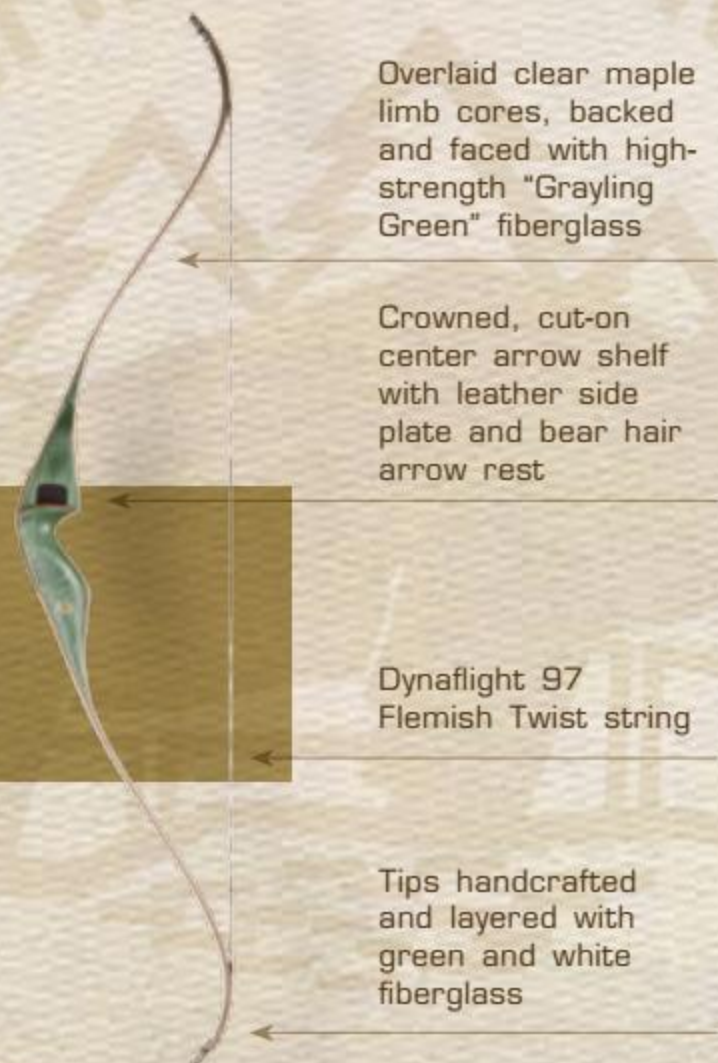 Overlaid clear maple
limb cores, backed
and faced with high-
strength "Grayling
Green" fiberglass
Crowned, cut-on
center arrow shelf
with leather side
plate and bear hair
arrow rest
Dynaflight 97
Flemish Twist string
Tips handcrafted
and layered with
green and white
fiberglass